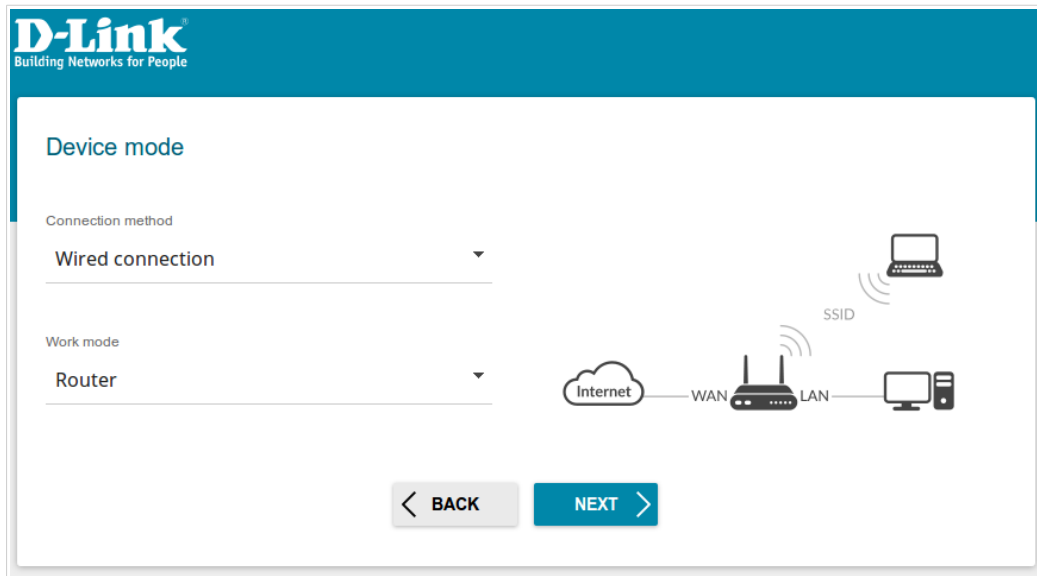 D-Link®
Building Networks for People
Device mode
Connection method
Wired connection
Work mode
Router
SSID
Internet
WAN
LAN
BACK
NEXT